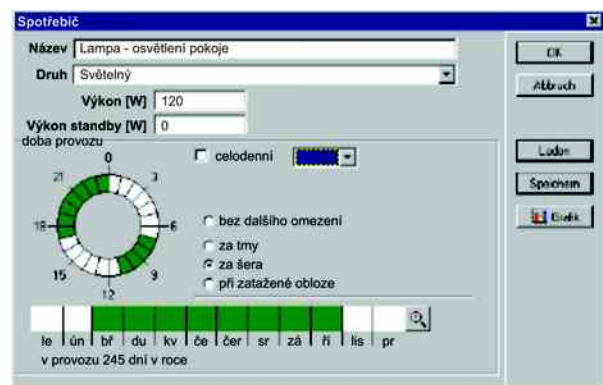 Spotřebič
Název Lampa - osvětlení pokoje
Druh Světelný
Výkon [W] 120
Výkon standby [W] 0
doba provozu
celodenní
0
21 3
18 6
15 9
12
bez dalšího omezení
za tmy
za šera
při zatažené obloze
le ún bř du kv če čer sr zá ří lis pr
v provozu 245 dní v roce
OK
Abbruch
Laden
Speichern
Grafik